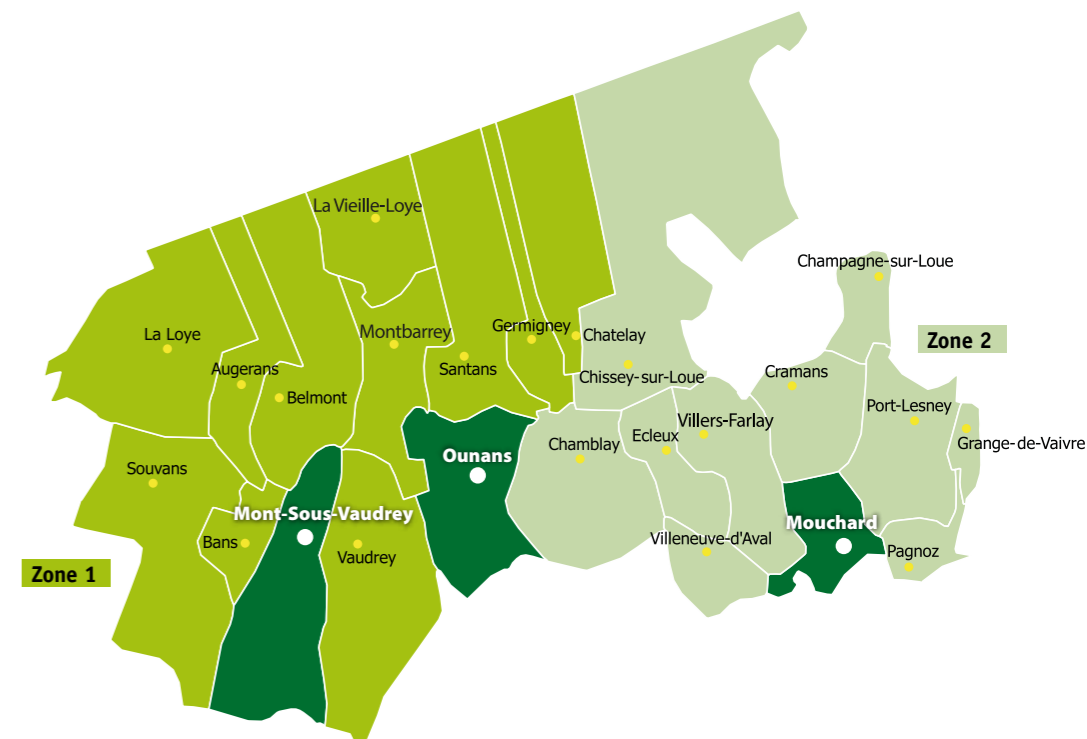 La Vieille-Loye
Champagne-sur-Loue
La Loye
Montbarrey
Germigney
Chatelay
Zone 2
Augerans
Santans
Chissey-sur-Loue
Cramans
Belmont
Port-Lesney
Villers-Farlay
Ecleux
Chamblay
Grange-de-Vaivre
Ounans
Souvans
Mont-Sous-Vaudrey
Mouchard
Bans
Vaudrey
Villeneuve-d'Aval
Pagnoz
Zone 1